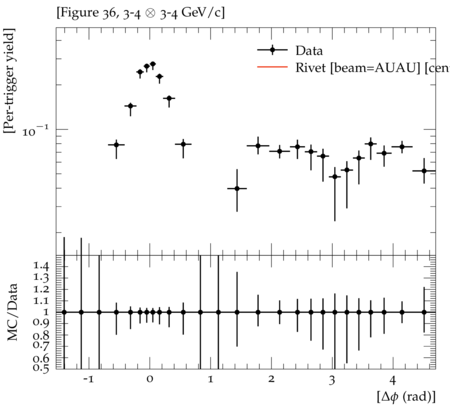 [Figure 36, 3-4 ⊗ 3-4 GeV/c]
[Per-trigger yield]
Data
Rivet [beam=AUAU] [cen
10⁻¹
MC/Data
1.4
1.3
1.2
1.1
1
0.9
0.8
0.7
0.6
0.5
-1 0 1 2 3 4
[Δϕ (rad)]